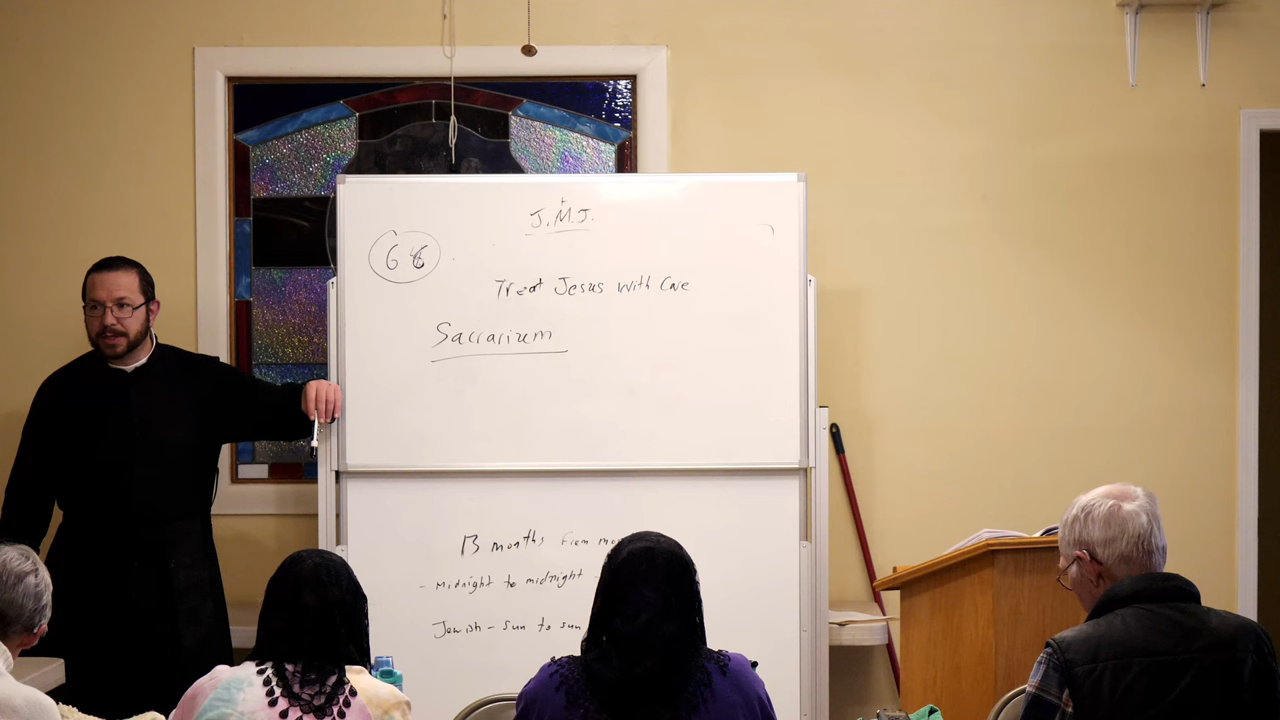 J.M.J.
66
Treat Jesus with Care
Sacrarium
13 months from
- Midnight to midnight -
Jewish - Sun to sun